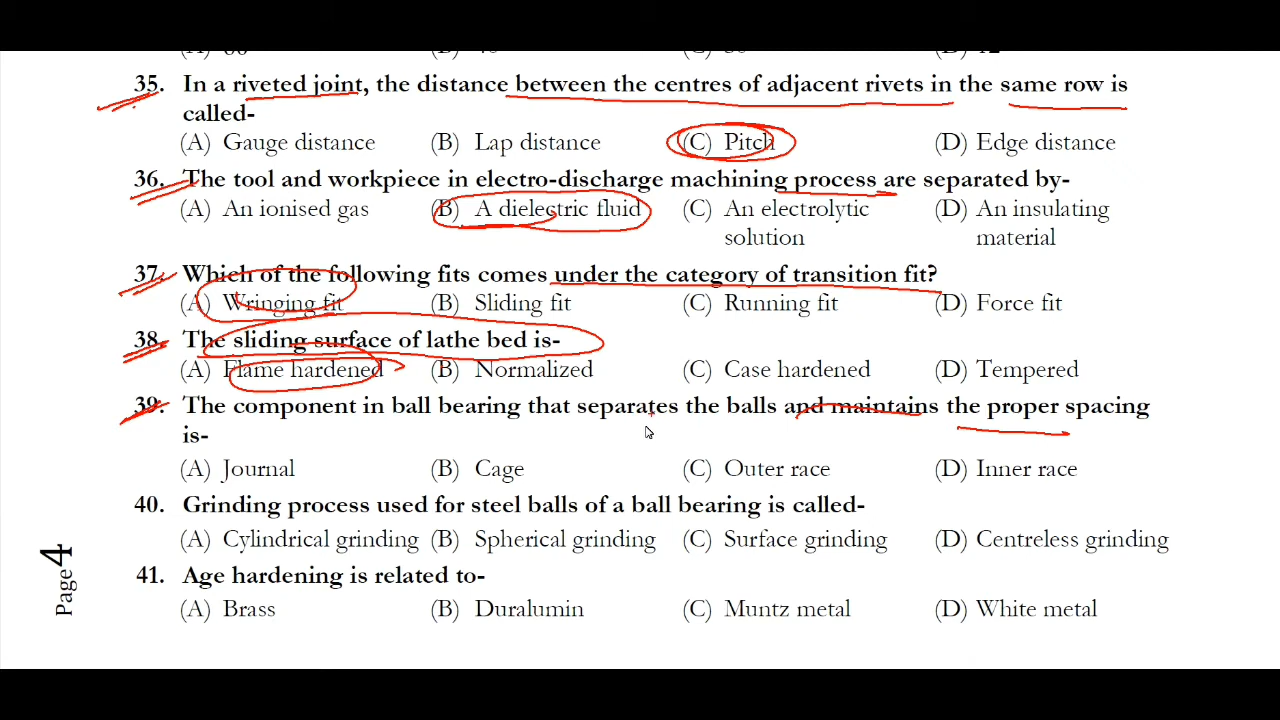 35. In a riveted joint, the distance between the centres of adjacent rivets in the same row is
called-
(A) Gauge distance (B) Lap distance (C) Pitch (D) Edge distance
36. The tool and workpiece in electro-discharge machining process are separated by-
(A) An ionised gas (B) A dielectric fluid (C) An electrolytic (D) An insulating
solution material
37. Which of the following fits comes under the category of transition fit?
(A) Wringing fit (B) Sliding fit (C) Running fit (D) Force fit
38. The sliding surface of lathe bed is-
(A) Flame hardened (B) Normalized (C) Case hardened (D) Tempered
39. The component in ball bearing that separates the balls and maintains the proper spacing
is-
(A) Journal (B) Cage (C) Outer race (D) Inner race
40. Grinding process used for steel balls of a ball bearing is called-
(A) Cylindrical grinding (B) Spherical grinding (C) Surface grinding (D) Centreless grinding
41. Age hardening is related to-
(A) Brass (B) Duralumin (C) Muntz metal (D) White metal
Page 4